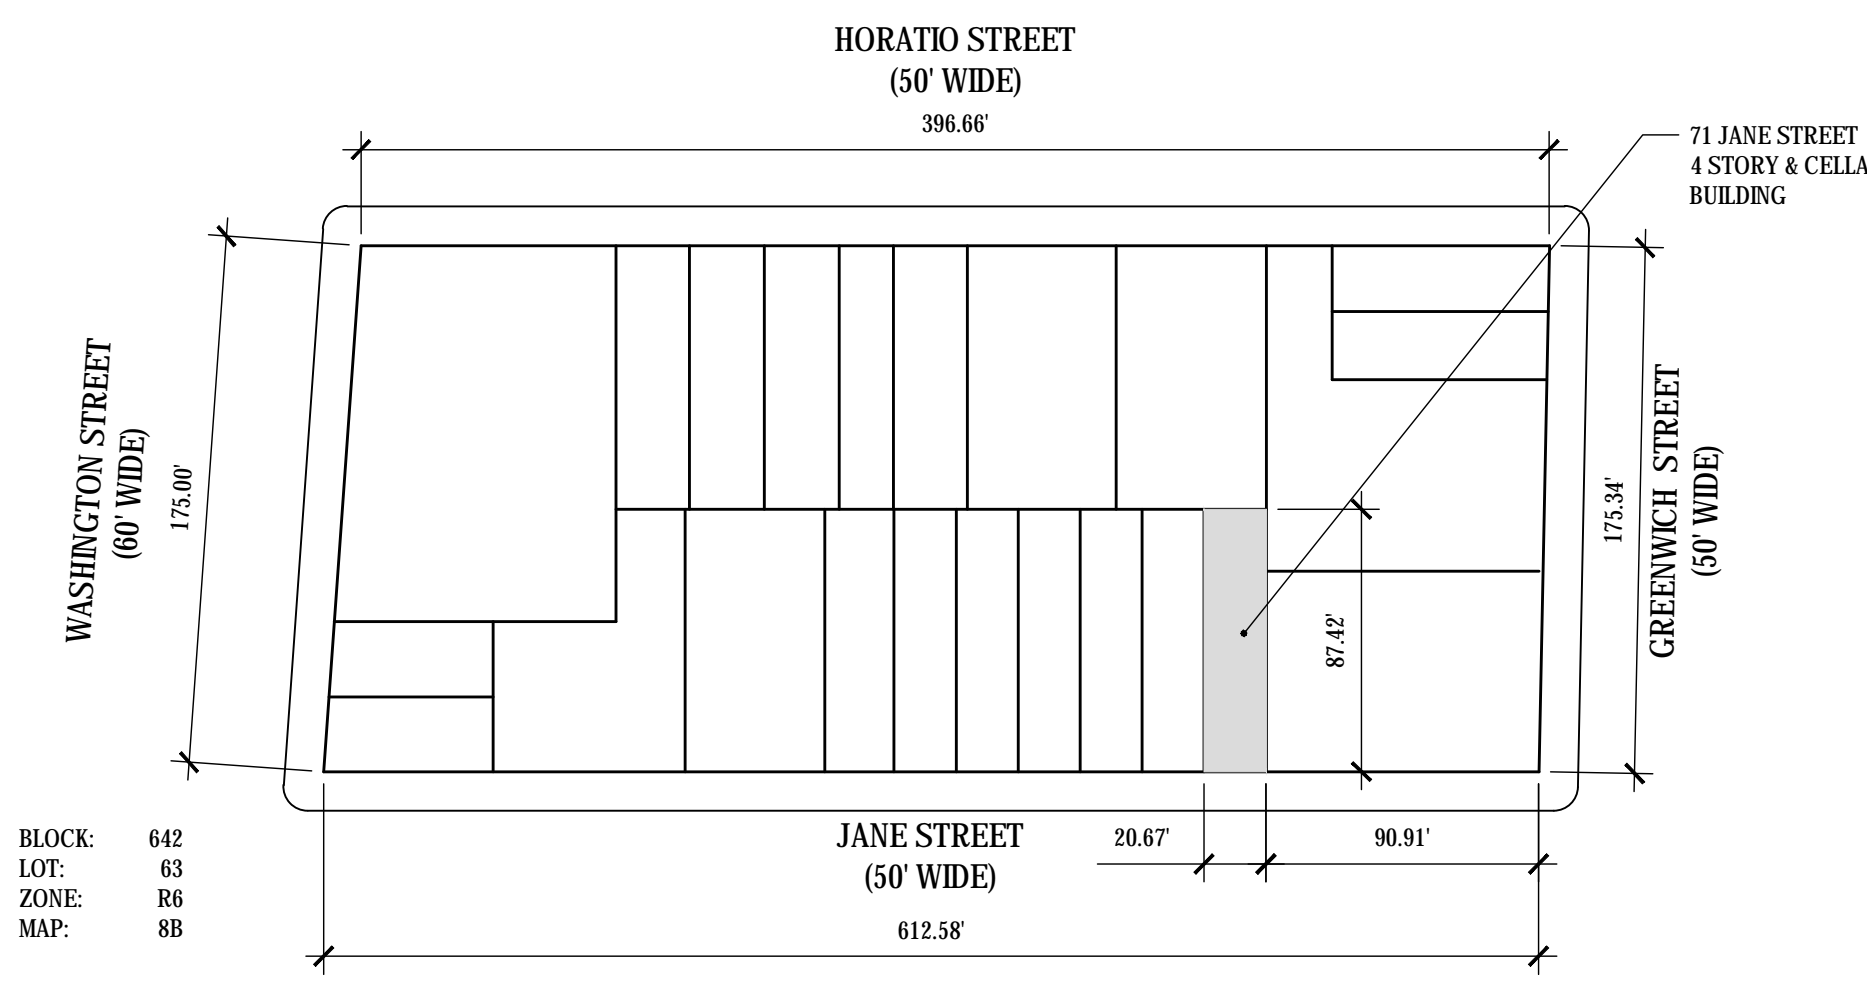 HORATIO STREET
(50' WIDE)
396.66'
71 JANE STREET
4 STORY & CELLA
BUILDING
WASHINGTON STREET
(60' WIDE)
175.00'
87.42'
175.34'
GREENWICH STREET
(50' WIDE)
BLOCK: 642
LOT: 63
ZONE: R6
MAP: 8B
JANE STREET
(50' WIDE)
20.67'
90.91'
612.58'